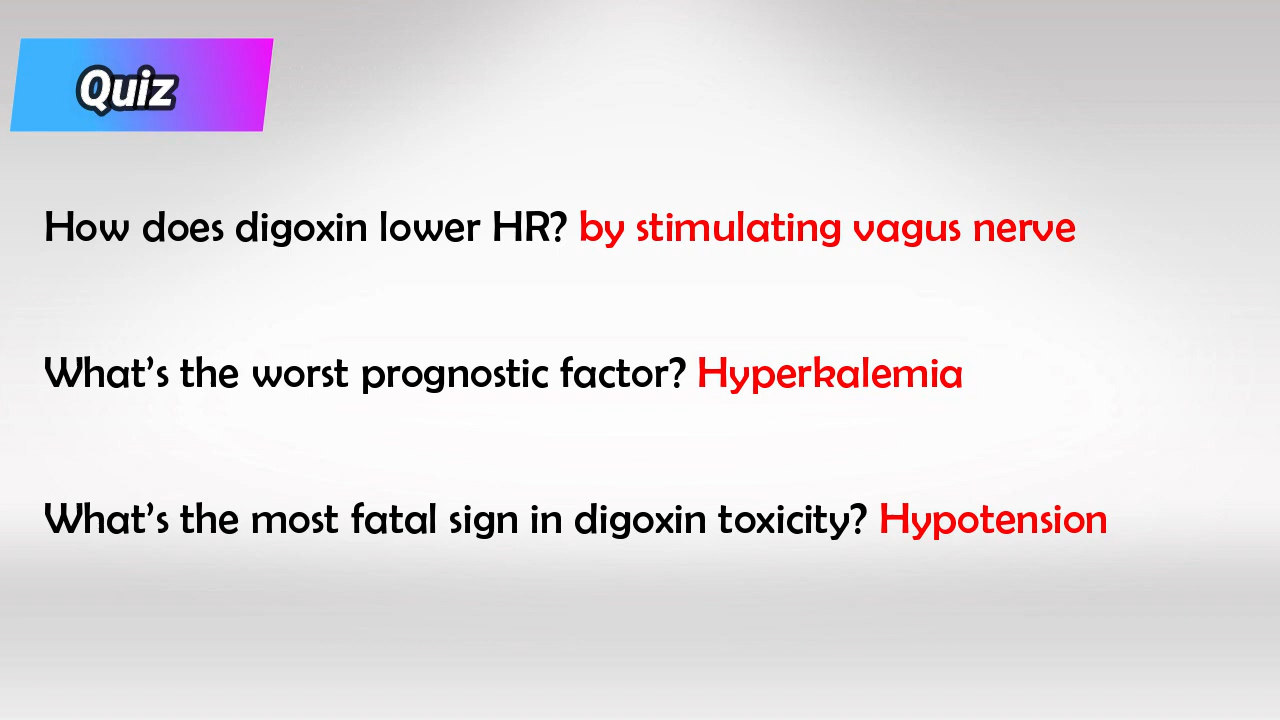 Quiz
How does digoxin lower HR? by stimulating vagus nerve
What’s the worst prognostic factor? Hyperkalemia
What’s the most fatal sign in digoxin toxicity? Hypotension